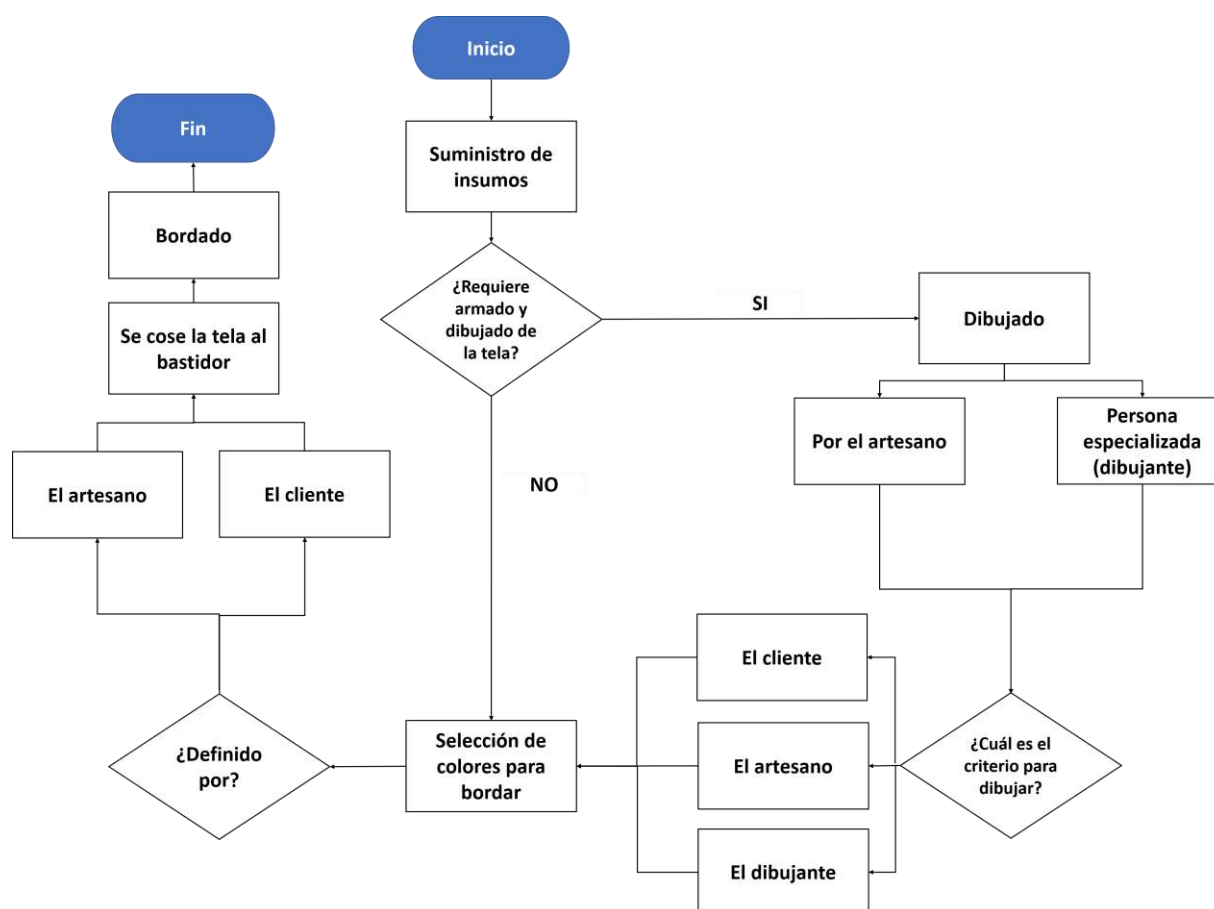 Inicio
Suministro de
insumos
¿Requiere
armado y
dibujado de
la tela?
SI
Dibujado
Por el artesano
Persona
especializada
(dibujante)
NO
¿Cuál es el
criterio para
dibujar?
El cliente
El artesano
El dibujante
Selección de
colores para
bordar
¿Definido
por?
El artesano
El cliente
Se cose la tela al
bastidor
Bordado
Fin